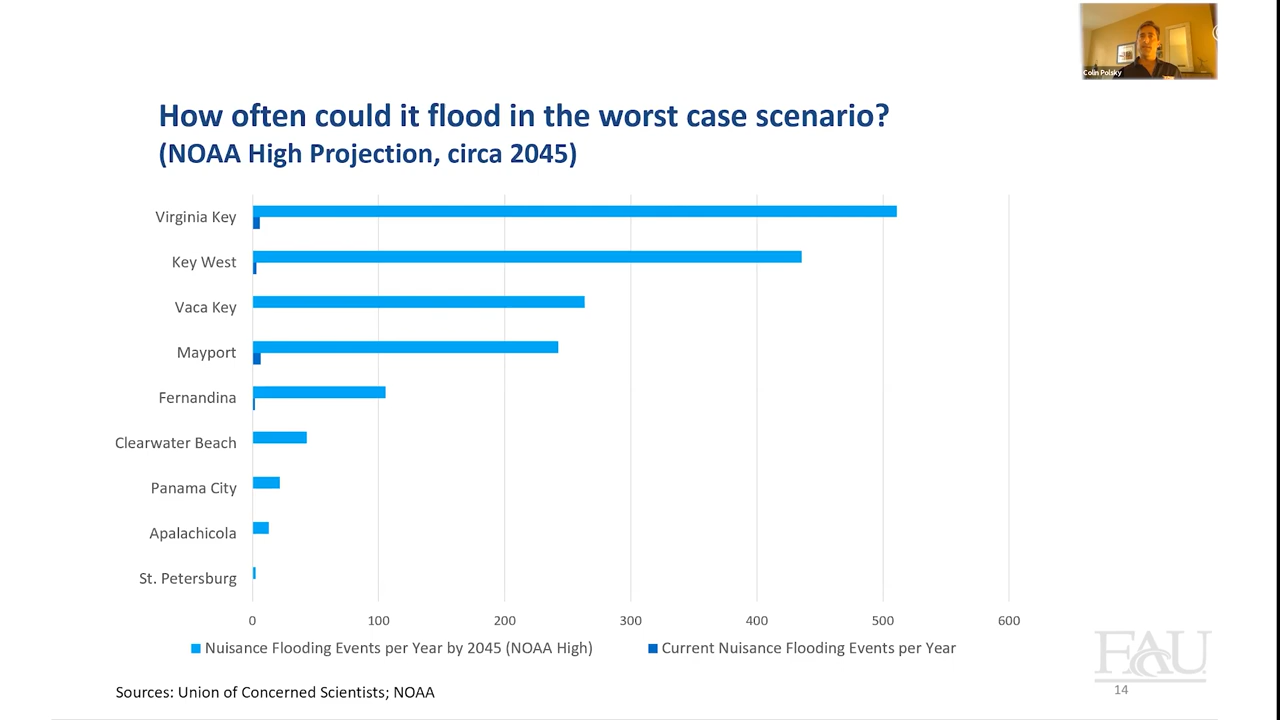 Colin Polsky
How often could it flood in the worst case scenario?
(NOAA High Projection, circa 2045)
Virginia Key
Key West
Vaca Key
Mayport
Fernandina
Clearwater Beach
Panama City
Apalachicola
St. Petersburg
0 100 200 300 400 500 600
Nuisance Flooding Events per Year by 2045 (NOAA High) Current Nuisance Flooding Events per Year
FAU
Sources: Union of Concerned Scientists; NOAA
14